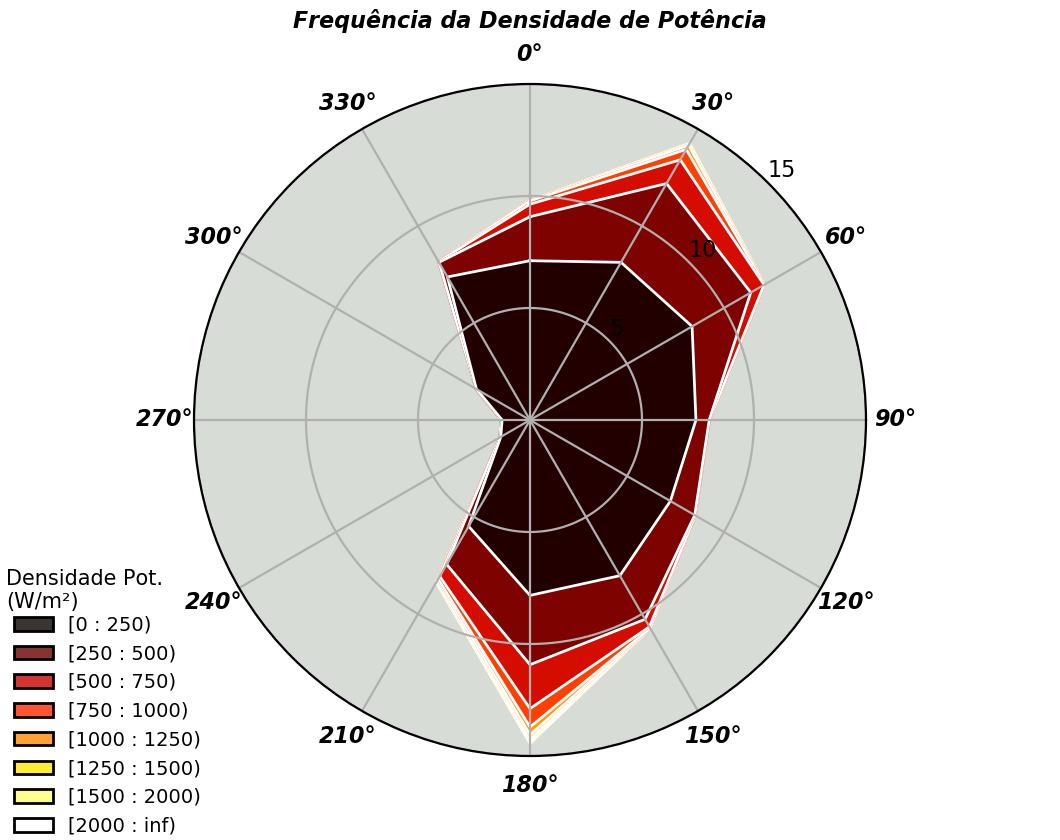 Frequência da Densidade de Potência
0°
330°
30°
15
300°
60°
10
5
270°
90°
Densidade Pot.
(W/m²)
240°
120°
[0 : 250)
[250 : 500)
[500 : 750)
[750 : 1000)
210°
150°
[1000 : 1250)
[1250 : 1500)
180°
[1500 : 2000)
[2000 : inf)